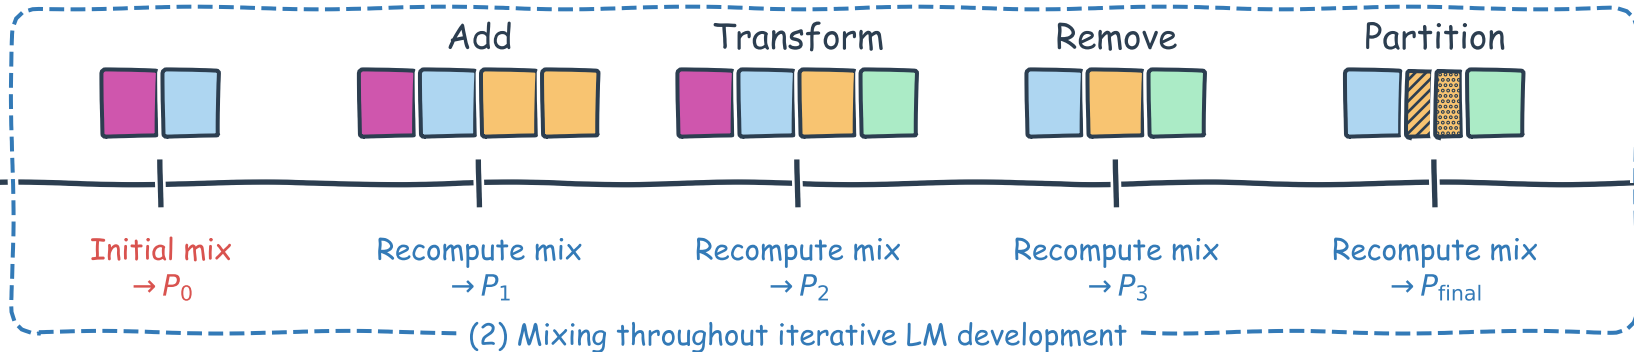 Add Transform Remove Partition
Initial mix Recompute mix Recompute mix Recompute mix Recompute mix
→ P₀ → P₁ → P₂ → P₃ → P_final
(2) Mixing throughout iterative LM development